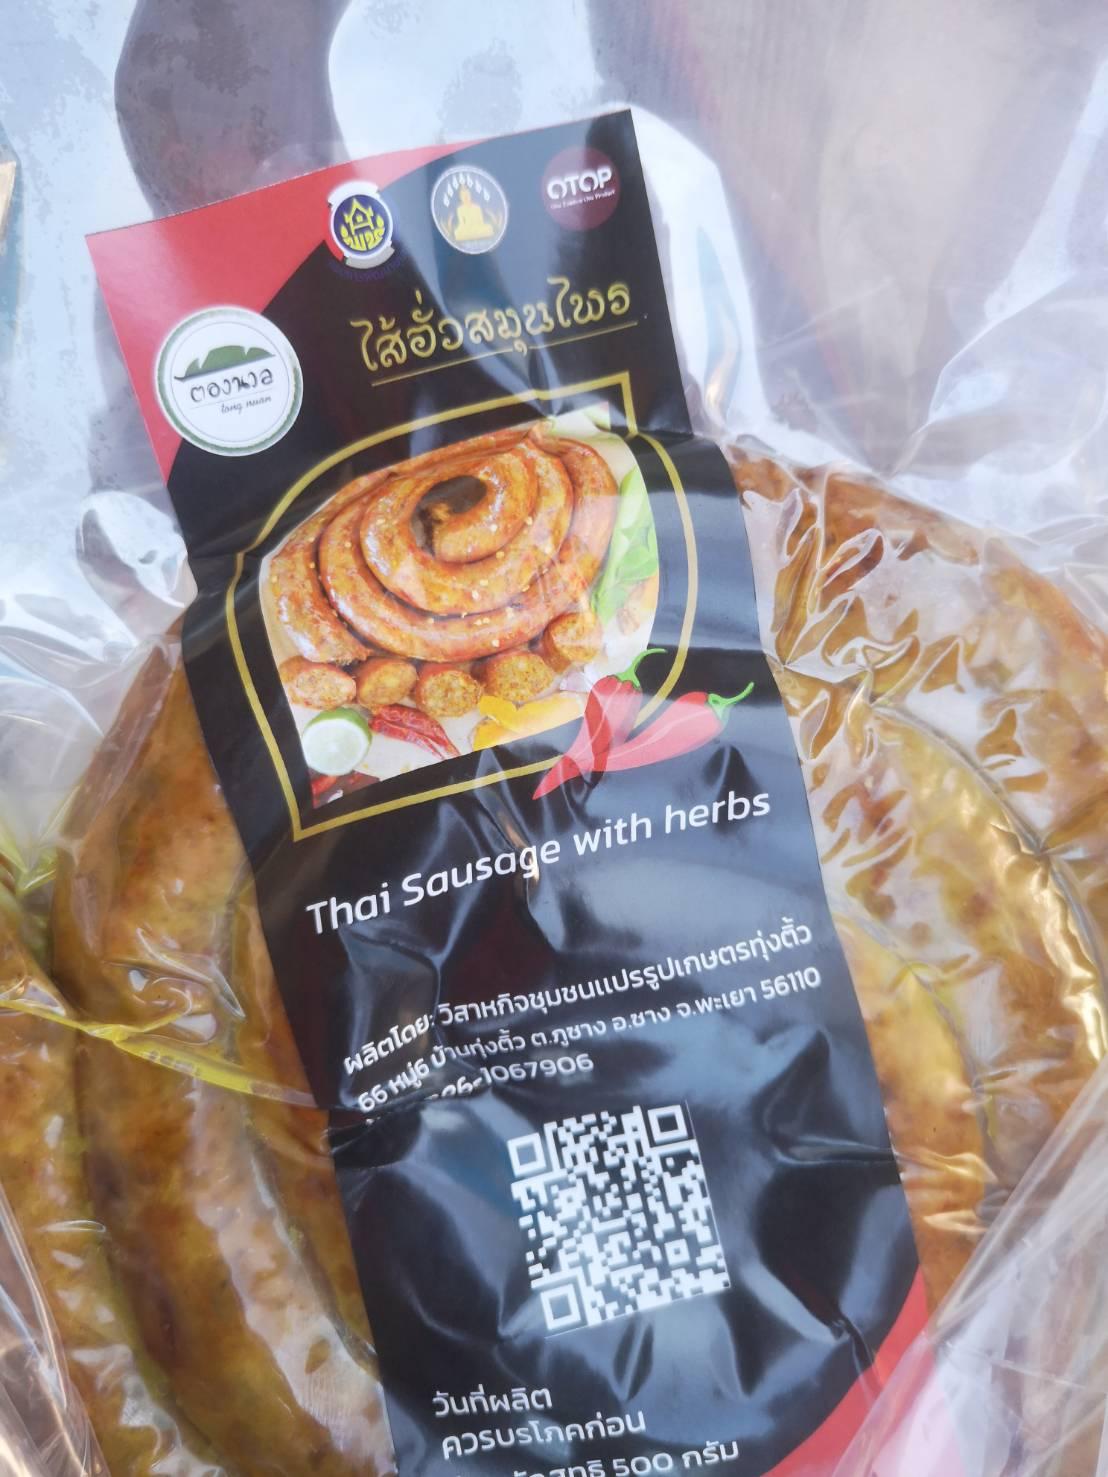 OTOP
ไส้อั่วสมุนไพร
ตองนวล
tong nuan
Thai Sausage with herbs
ผลิตโดย: วิสาหกิจชุมชนแปรรูปเกษตรทุ่งติ้ว
66 หมู่6 บ้านทุ่งติ้ว ต.ภูซาง อ.ซาง จ.พะเยา 56110
1067906
วันที่ผลิต
ควรบริโภคก่อน
500 กรัม